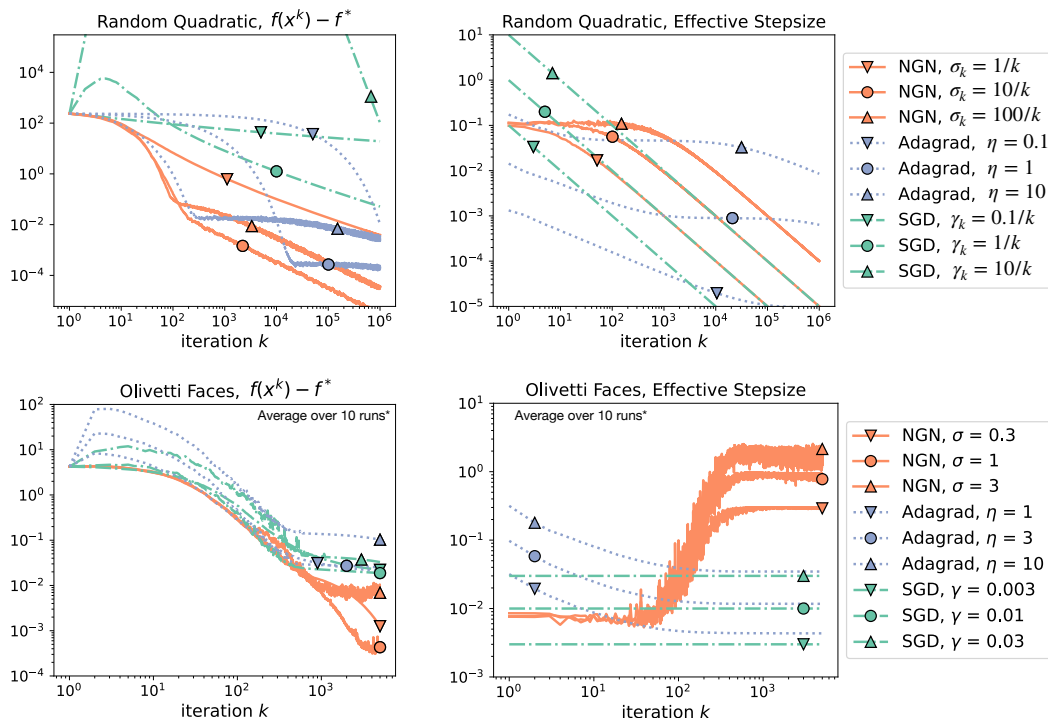 Random Quadratic, f(x^k) − f^*
10^4
10^2
10^0
10^−2
10^−4
10^0 10^1 10^2 10^3 10^4 10^5 10^6
iteration k
Random Quadratic, Effective Stepsize
10^1
10^0
10^−1
10^−2
10^−3
10^−4
10^−5
10^0 10^1 10^2 10^3 10^4 10^5 10^6
iteration k
NGN, σ_k = 1/k
NGN, σ_k = 10/k
NGN, σ_k = 100/k
Adagrad, η = 0.1
Adagrad, η = 1
Adagrad, η = 10
SGD, γ_k = 0.1/k
SGD, γ_k = 1/k
SGD, γ_k = 10/k
Olivetti Faces, f(x^k) − f^*
Average over 10 runs*
10^2
10^1
10^0
10^−1
10^−2
10^−3
10^−4
10^0 10^1 10^2 10^3
iteration k
Olivetti Faces, Effective Stepsize
Average over 10 runs*
10^1
10^0
10^−1
10^−2
10^−3
10^0 10^1 10^2 10^3
iteration k
NGN, σ = 0.3
NGN, σ = 1
NGN, σ = 3
Adagrad, η = 1
Adagrad, η = 3
Adagrad, η = 10
SGD, γ = 0.003
SGD, γ = 0.01
SGD, γ = 0.03